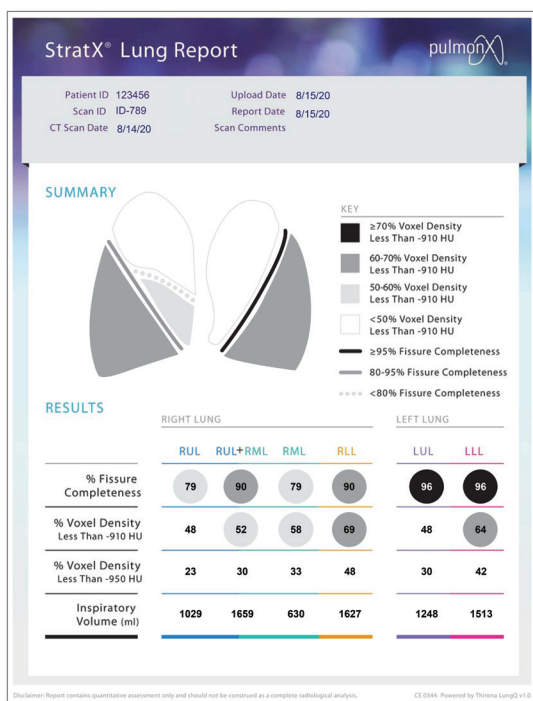 StratX® Lung Report
pulmonx
Patient ID 123456
Scan ID ID-789
CT Scan Date 8/14/20
Upload Date 8/15/20
Report Date 8/15/20
Scan Comments
SUMMARY
KEY
≥70% Voxel Density
Less Than -910 HU
60-70% Voxel Density
Less Than -910 HU
50-60% Voxel Density
Less Than -910 HU
<50% Voxel Density
Less Than -910 HU
≥95% Fissure Completeness
80-95% Fissure Completeness
<80% Fissure Completeness
RESULTS
RIGHT LUNG LEFT LUNG
RUL RUL+RML RML RLL LUL LLL
% Fissure
Completeness
79 90 79 90 96 96
% Voxel Density
Less Than -910 HU
48 52 58 69 48 64
% Voxel Density
Less Than -950 HU
23 30 33 48 30 42
Inspiratory
Volume (ml)
1029 1659 630 1627 1248 1513
Disclaimer: Report contains quantitative assessment only and should not be construed as a complete radiological analysis.
CE 0344. Powered by Thirona LungQ v1.0